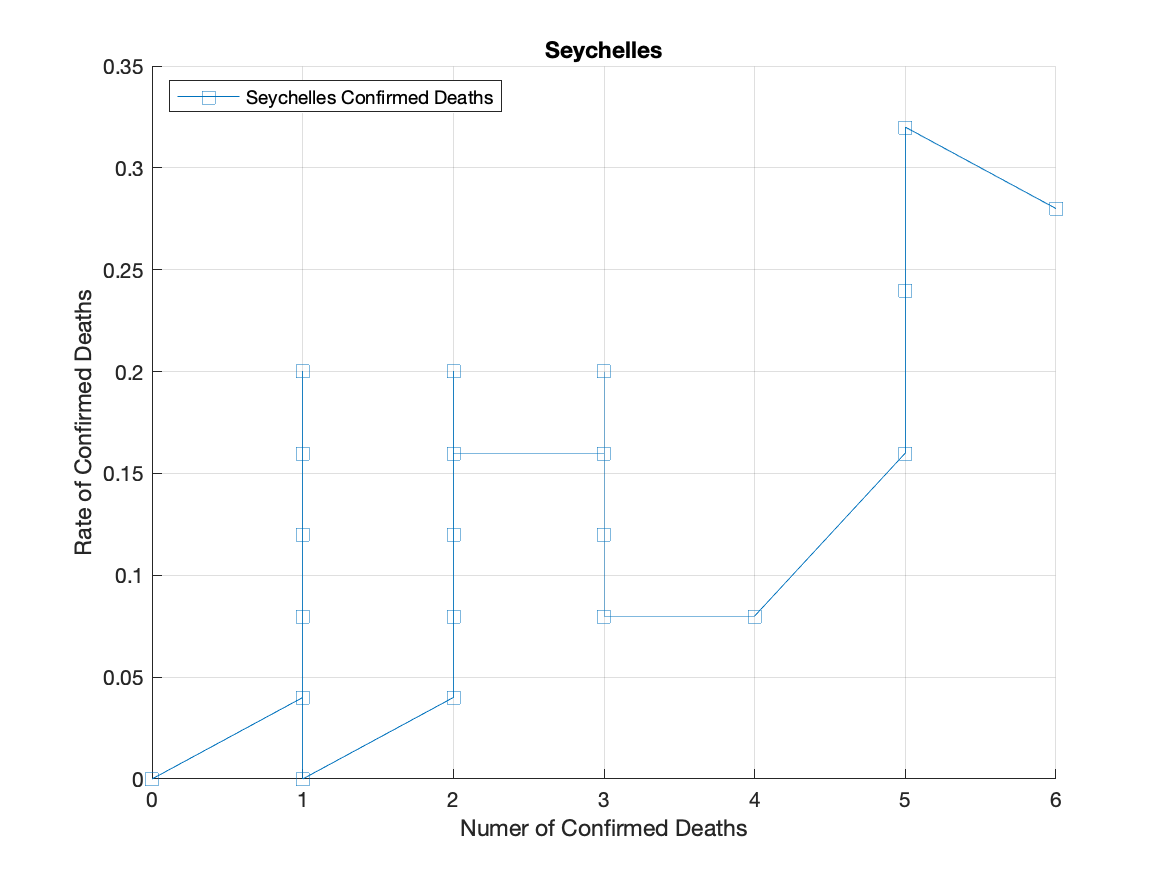 Seychelles
Seychelles Confirmed Deaths
0.35
0.3
0.25
0.2
0.15
0.1
0.05
0
Rate of Confirmed Deaths
0 1 2 3 4 5 6
Numer of Confirmed Deaths